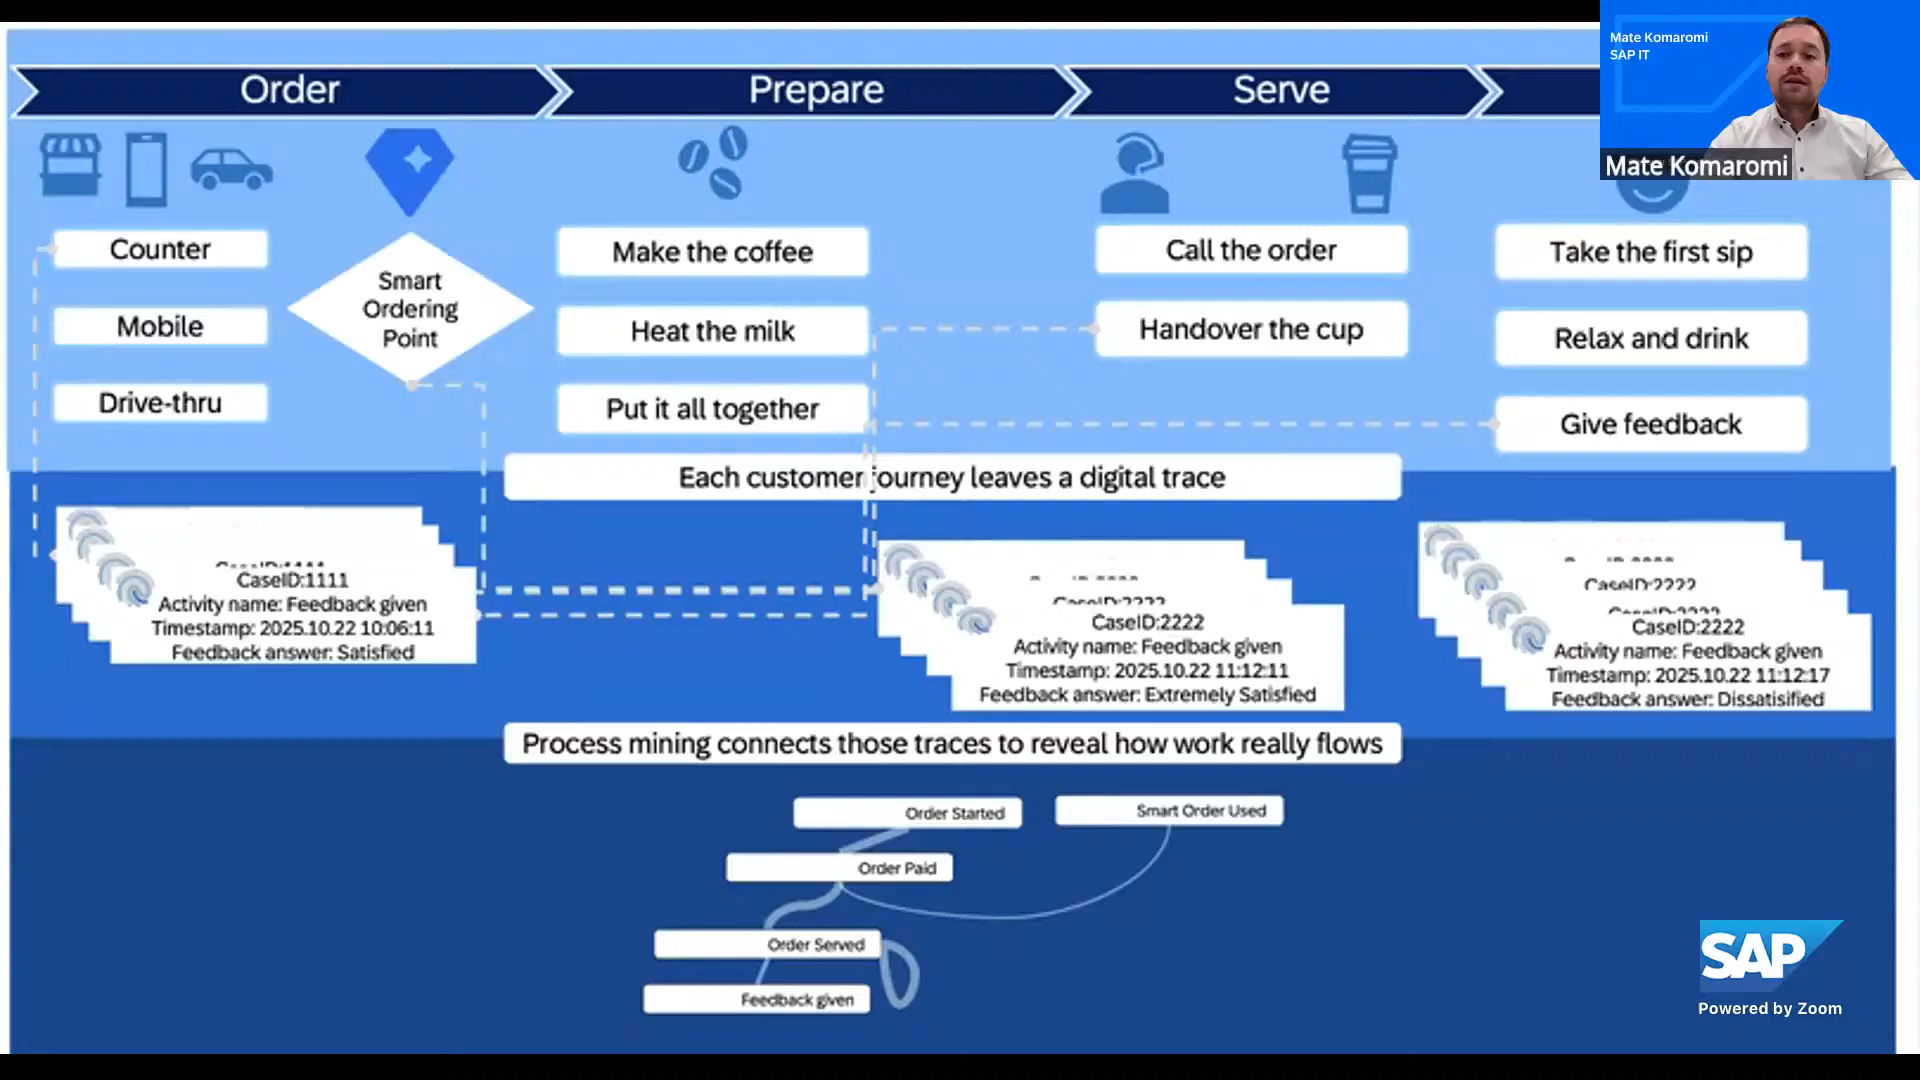 Mate Komaromi
SAP IT
Mate Komaromi
Order
Prepare
Serve
Counter
Mobile
Drive-thru
Smart
Ordering
Point
Make the coffee
Heat the milk
Put it all together
Call the order
Handover the cup
Take the first sip
Relax and drink
Give feedback
Each customer journey leaves a digital trace
CaseID:1111
Activity name: Feedback given
Timestamp: 2025.10.22 10:06:11
Feedback answer: Satisfied
CaseID:2222
CaseID:2222
Activity name: Feedback given
Timestamp: 2025.10.22 11:12:11
Feedback answer: Extremely Satisfied
CaseID:2222
CaseID:2222
CaseID:2222
Activity name: Feedback given
Timestamp: 2025.10.22 11:12:17
Feedback answer: Dissatisified
Process mining connects those traces to reveal how work really flows
Order Started
Smart Order Used
Order Paid
Order Served
Feedback given
SAP
Powered by Zoom